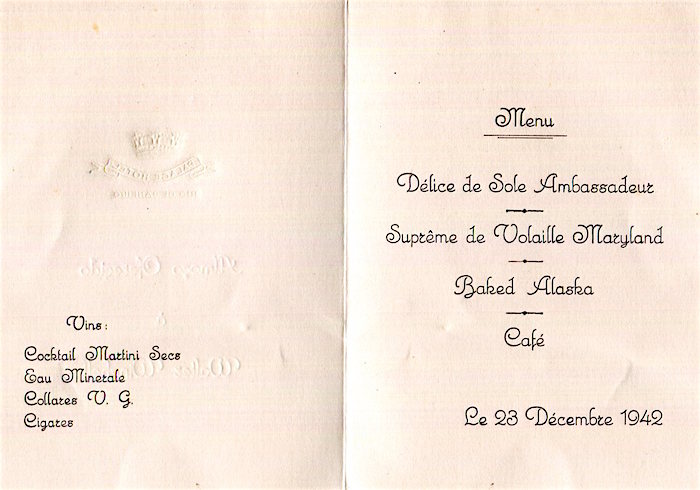 Vins :
Cocktail Martini Secs
Eau Minerale
Collares V. G.
Cigares
Menu
Délice de Sole Ambassadeur
Suprême de Volaille Maryland
Baked Alaska
Café
Le 23 Décembre 1942